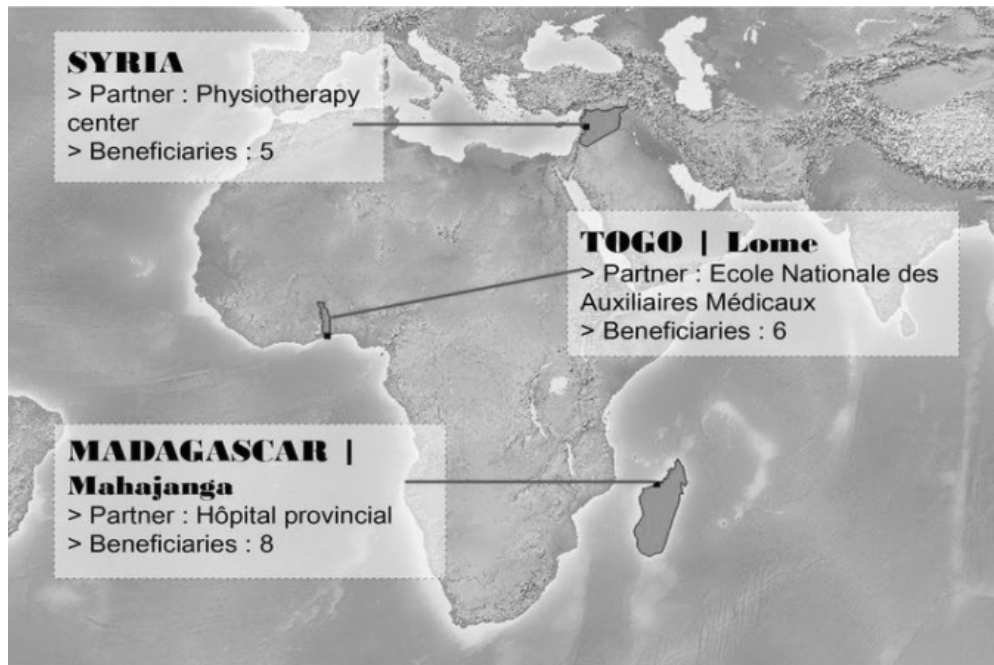 SYRIA
> Partner : Physiotherapy
center
> Beneficiaries : 5
TOGO | Lome
> Partner : Ecole Nationale des
Auxiliaires Médicaux
> Beneficiaries : 6
MADAGASCAR |
Mahajanga
> Partner : Hôpital provincial
> Beneficiaries : 8